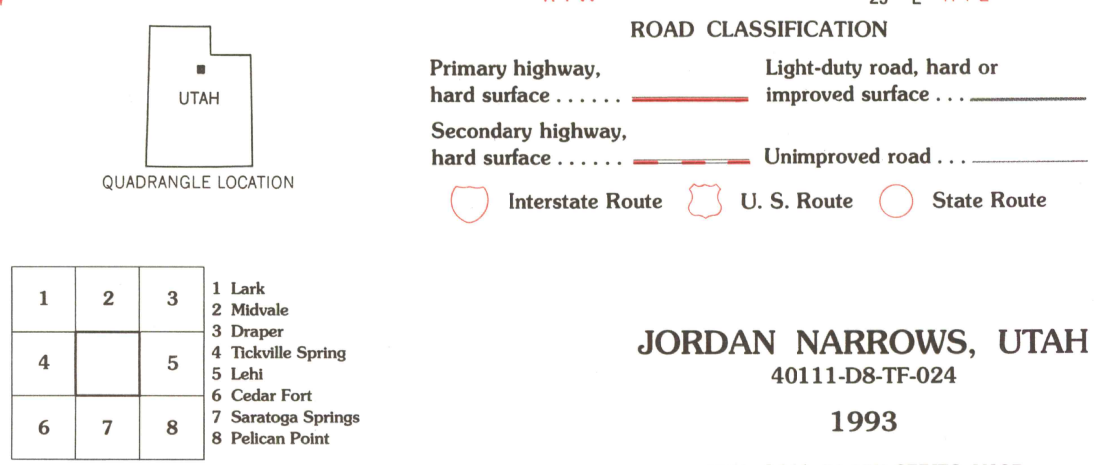 ROAD CLASSIFICATION
Primary highway,
hard surface ......
Light-duty road, hard or
improved surface ...
Secondary highway,
hard surface ......
Unimproved road ...
Interstate Route
U. S. Route
State Route
UTAH
QUADRANGLE LOCATION
1 2 3
4 5
6 7 8
1 Lark
2 Midvale
3 Draper
4 Tickville Spring
5 Lehi
6 Cedar Fort
7 Saratoga Springs
8 Pelican Point
JORDAN NARROWS, UTAH
40111-D8-TF-024
1993